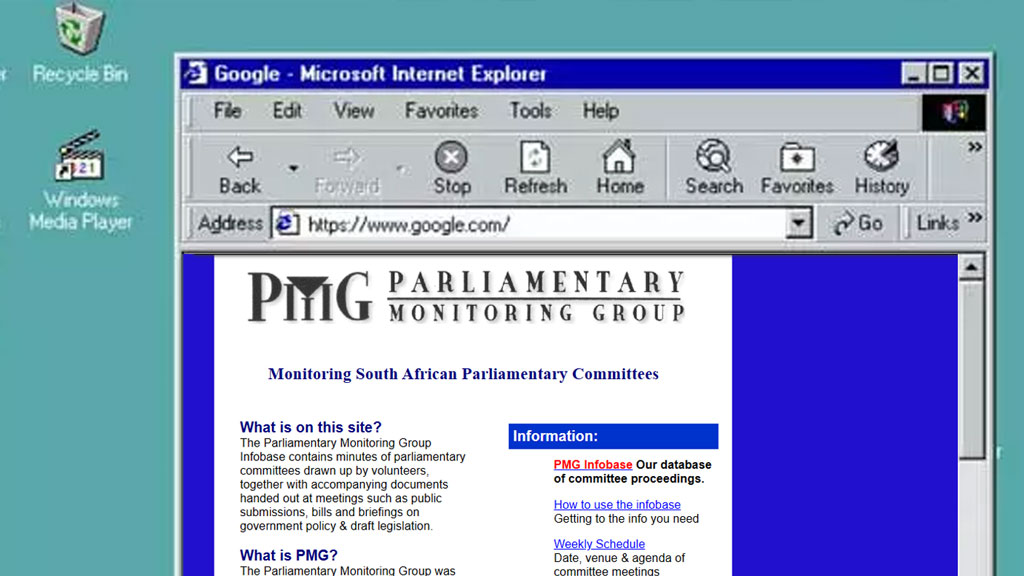 Recycle Bin
Windows
Media Player
Google - Microsoft Internet Explorer
File Edit View Favorites Tools Help
Back Forward Stop Refresh Home Search Favorites History
Address https://www.google.com/ Go Links
PMG PARLIAMENTARY
MONITORING GROUP
Monitoring South African Parliamentary Committees
What is on this site?
The Parliamentary Monitoring Group
Infobase contains minutes of parliamentary
committees drawn up by volunteers,
together with accompanying documents
handed out at meetings such as public
submissions, bills and briefings on
government policy & draft legislation.
What is PMG?
The Parliamentary Monitoring Group was
Information:
PMG Infobase Our database
of committee proceedings.
How to use the infobase
Getting to the info you need
Weekly Schedule
Date, venue & agenda of
committee meetings